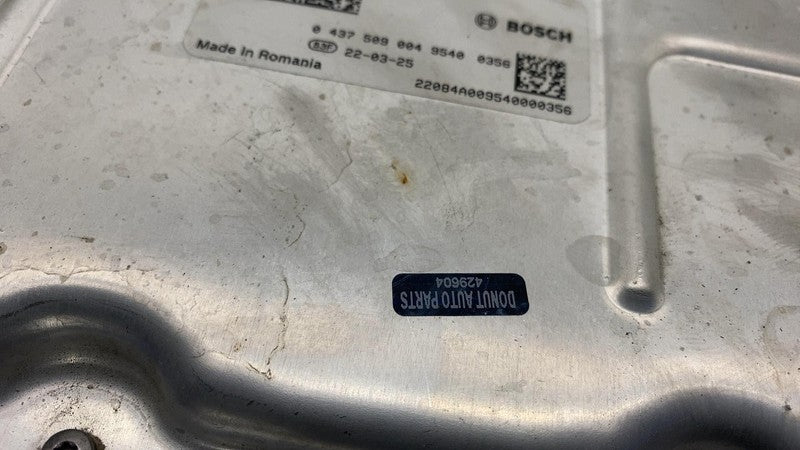 BOSCH
0 437 509 004 9540 0356
22-03-25
Made in Romania
22084A009540000356
DONUT AUTO PARTS
429604